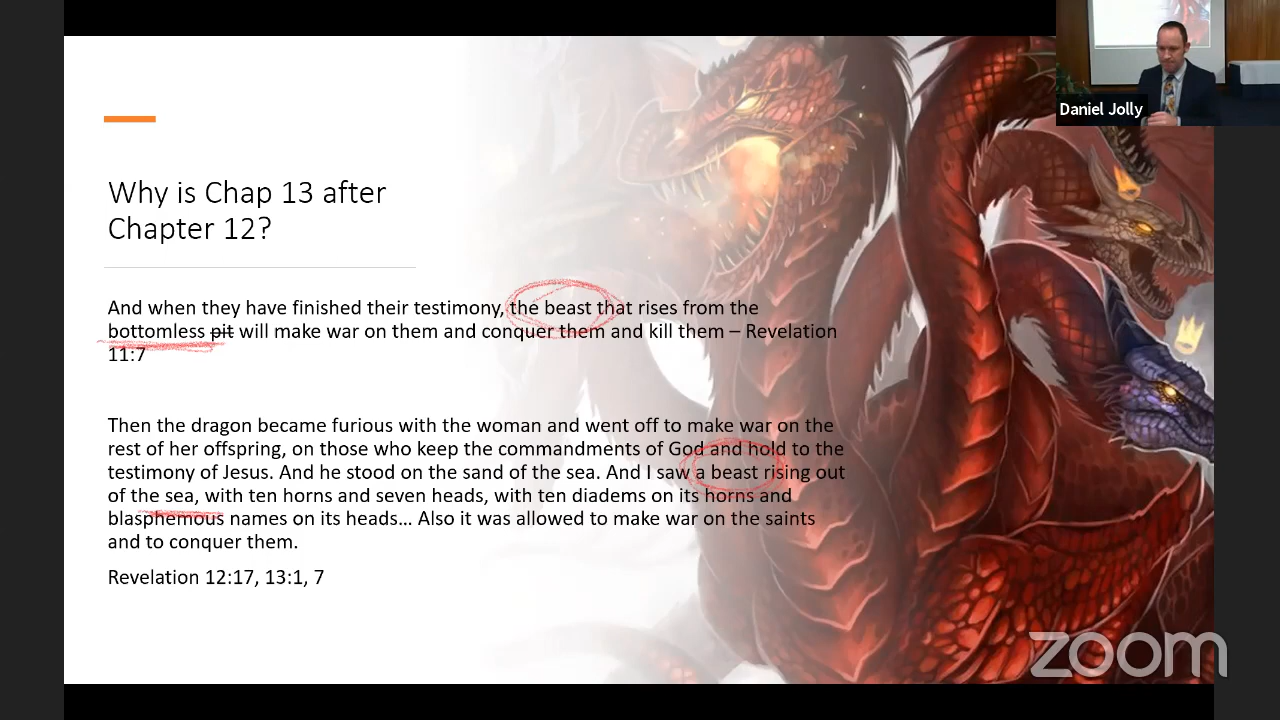 Daniel Jolly
Why is Chap 13 after
Chapter 12?
And when they have finished their testimony, the beast that rises from the
bottomless pit will make war on them and conquer them and kill them – Revelation
11:7
Then the dragon became furious with the woman and went off to make war on the
rest of her offspring, on those who keep the commandments of God and hold to the
testimony of Jesus. And he stood on the sand of the sea. And I saw a beast rising out
of the sea, with ten horns and seven heads, with ten diadems on its horns and
blasphemous names on its heads… Also it was allowed to make war on the saints
and to conquer them.
Revelation 12:17, 13:1, 7
zoom